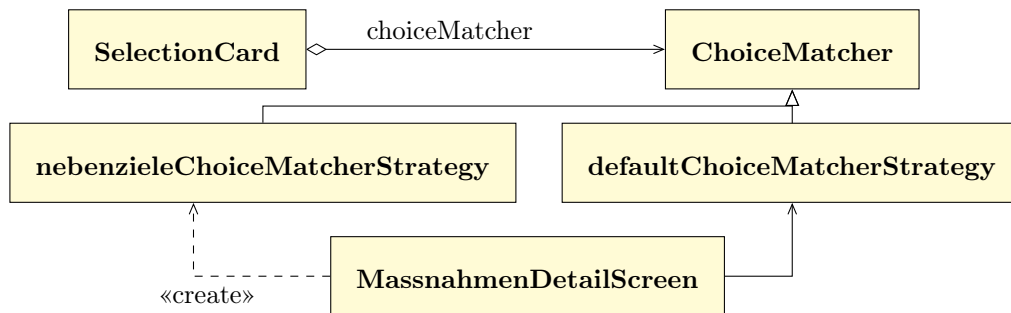 choiceMatcher
SelectionCard
ChoiceMatcher
nebenzieleChoiceMatcherStrategy
defaultChoiceMatcherStrategy
MassnahmenDetailScreen
«create»